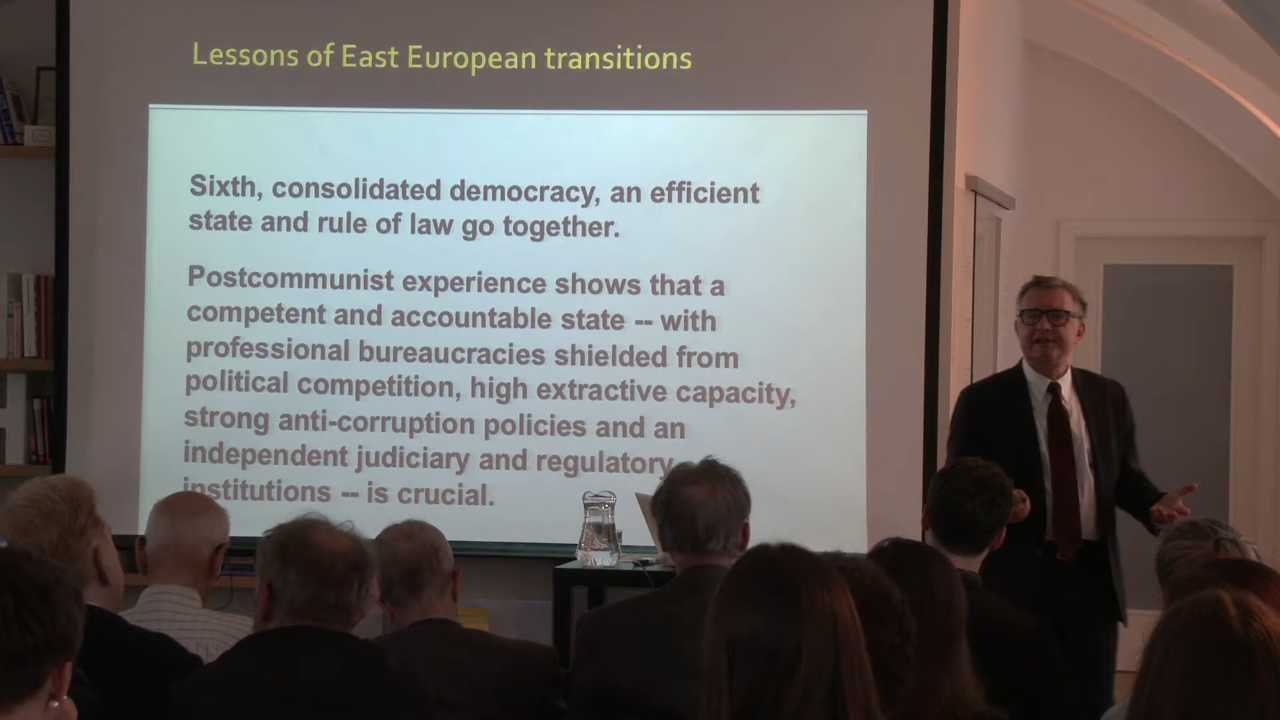 Lessons of East European transitions
Sixth, consolidated democracy, an efficient
state and rule of law go together.
Postcommunist experience shows that a
competent and accountable state -- with
professional bureaucracies shielded from
political competition, high extractive capacity,
strong anti-corruption policies and an
independent judiciary and regulatory
institutions -- is crucial.